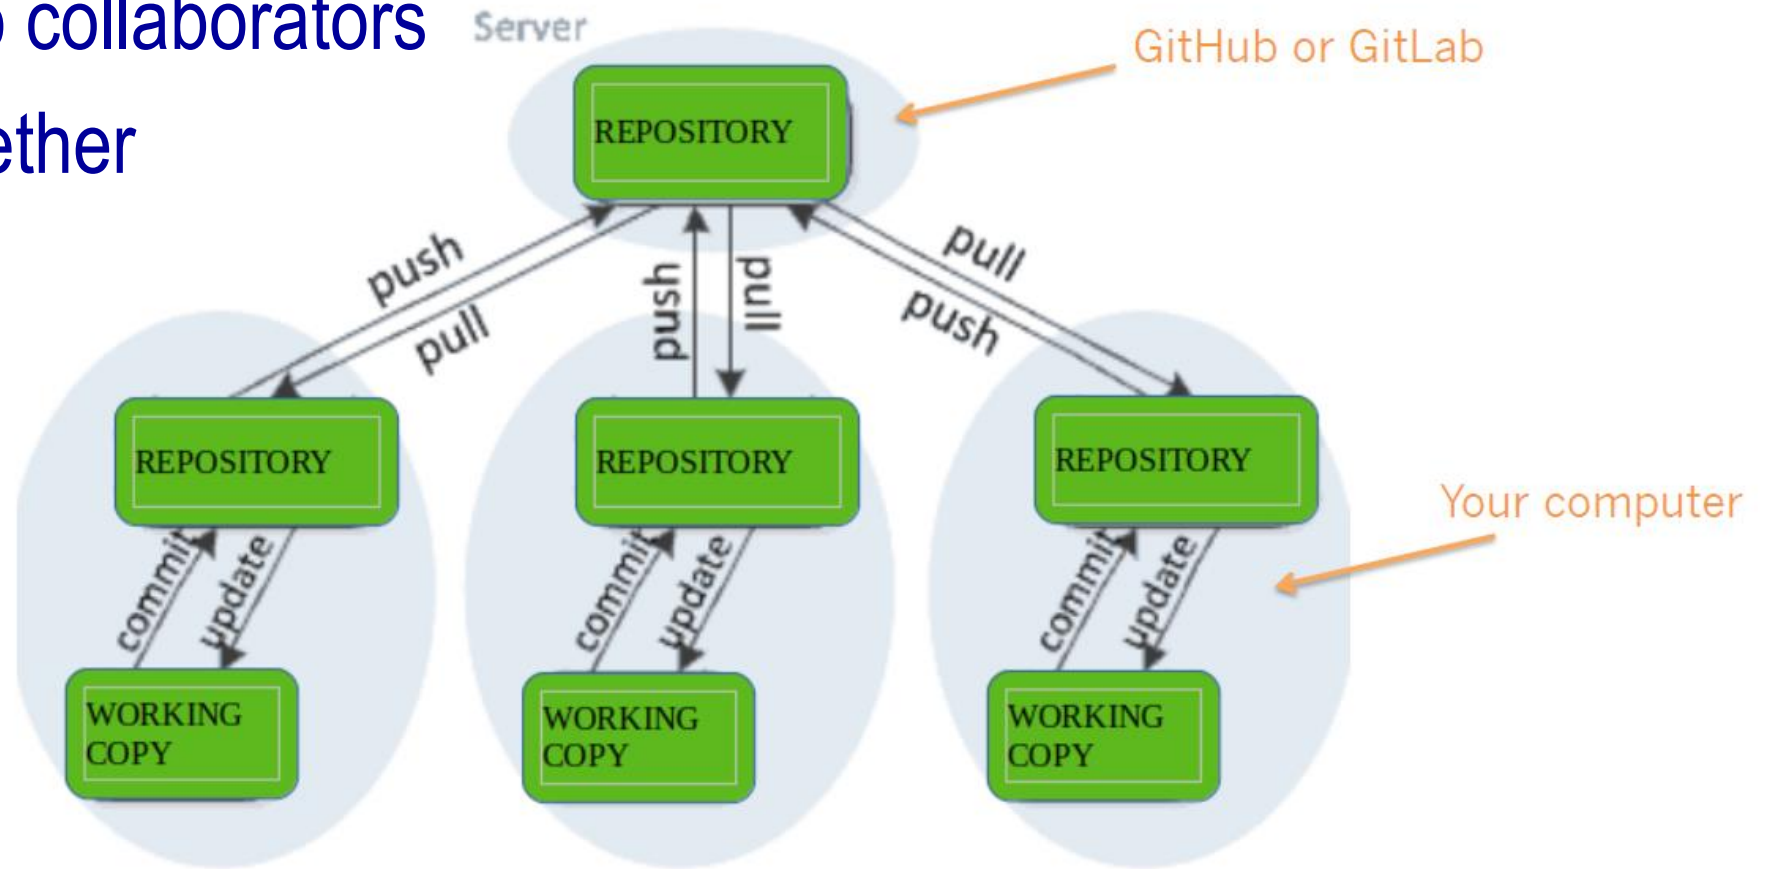 collaborators
ether
Server
GitHub or GitLab
REPOSITORY
push
pull
push
pull
pull
push
REPOSITORY
REPOSITORY
REPOSITORY
Your computer
commit
update
commit
update
commit
update
WORKING
COPY
WORKING
COPY
WORKING
COPY